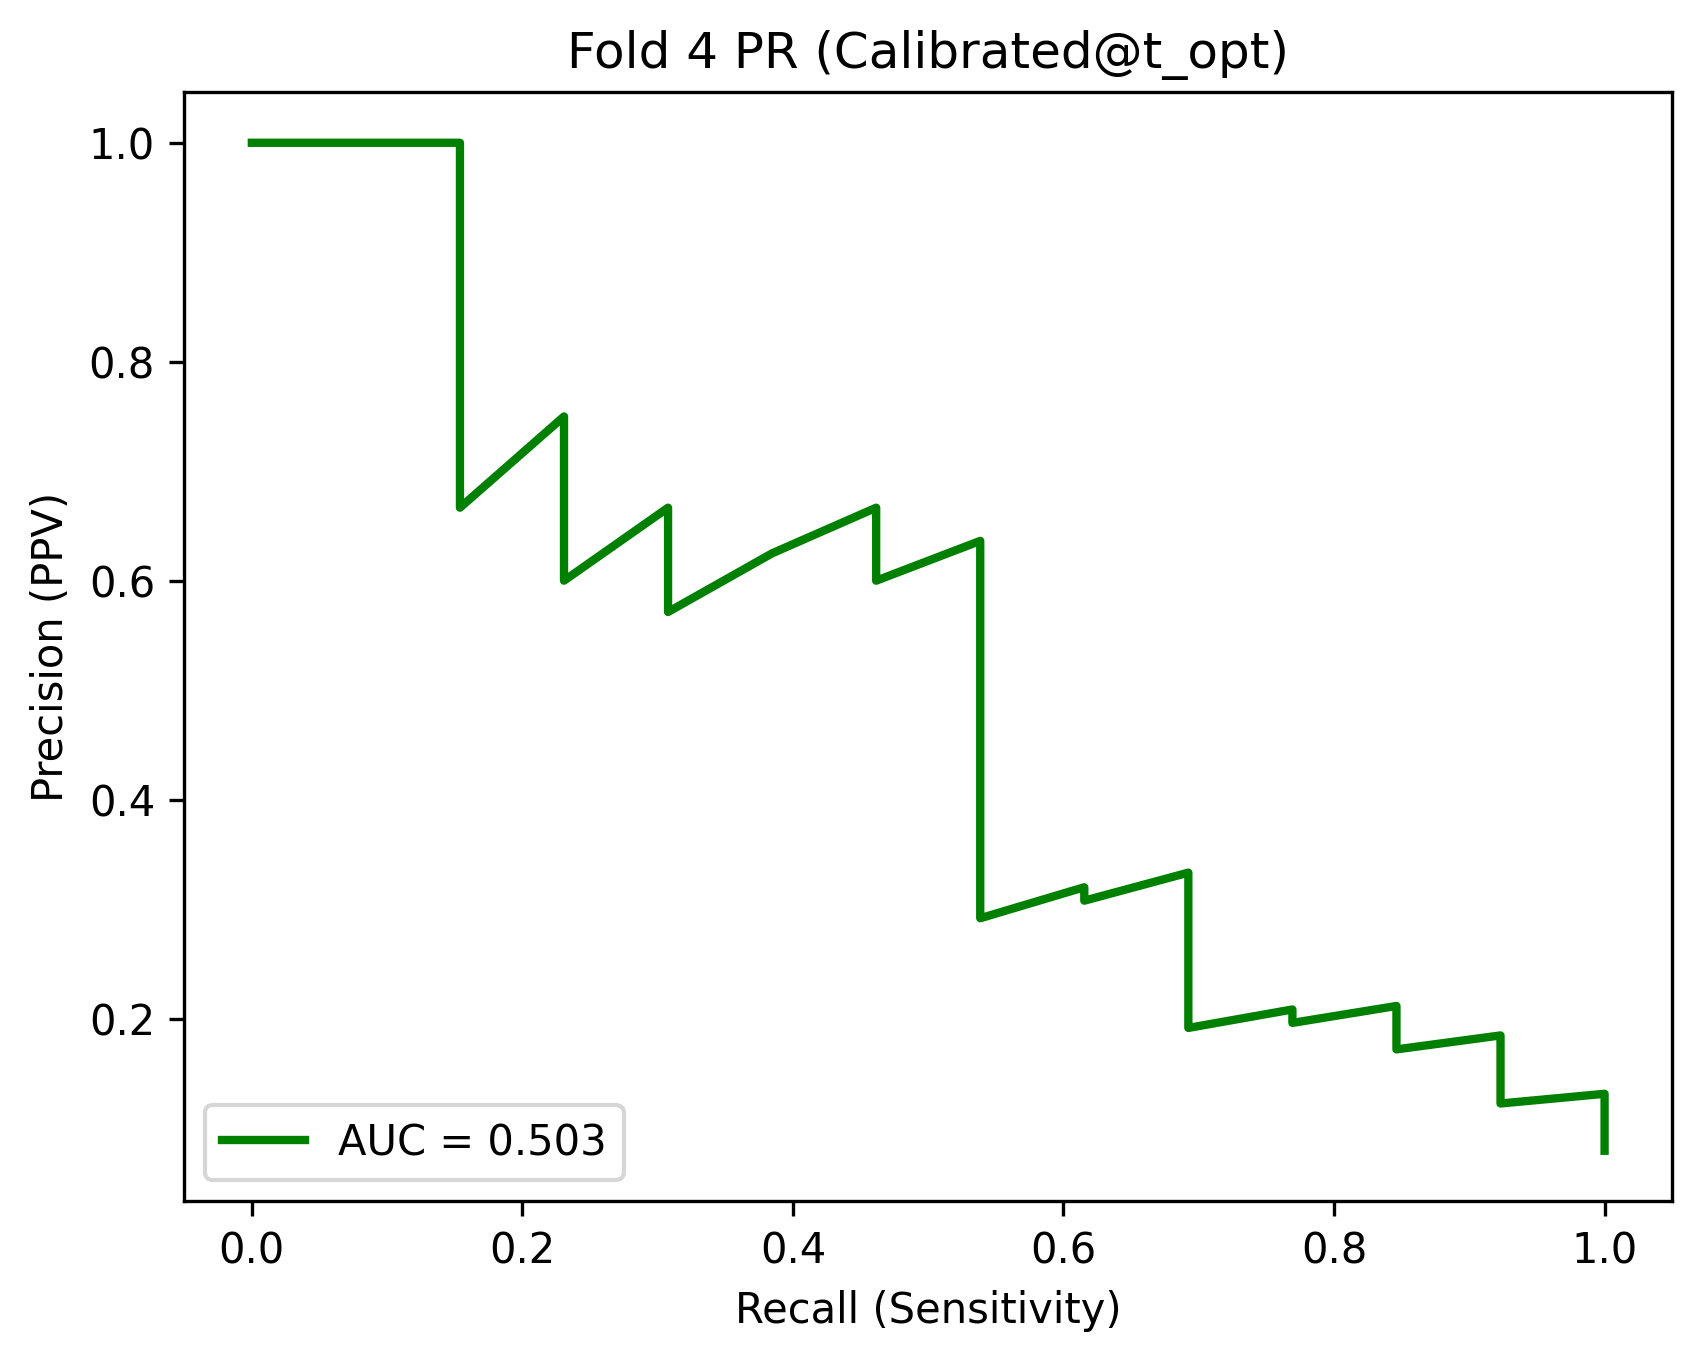 Fold 4 PR (Calibrated@t_opt)
Precision (PPV)
1.0
0.8
0.6
0.4
0.2
AUC = 0.503
0.0 0.2 0.4 0.6 0.8 1.0
Recall (Sensitivity)